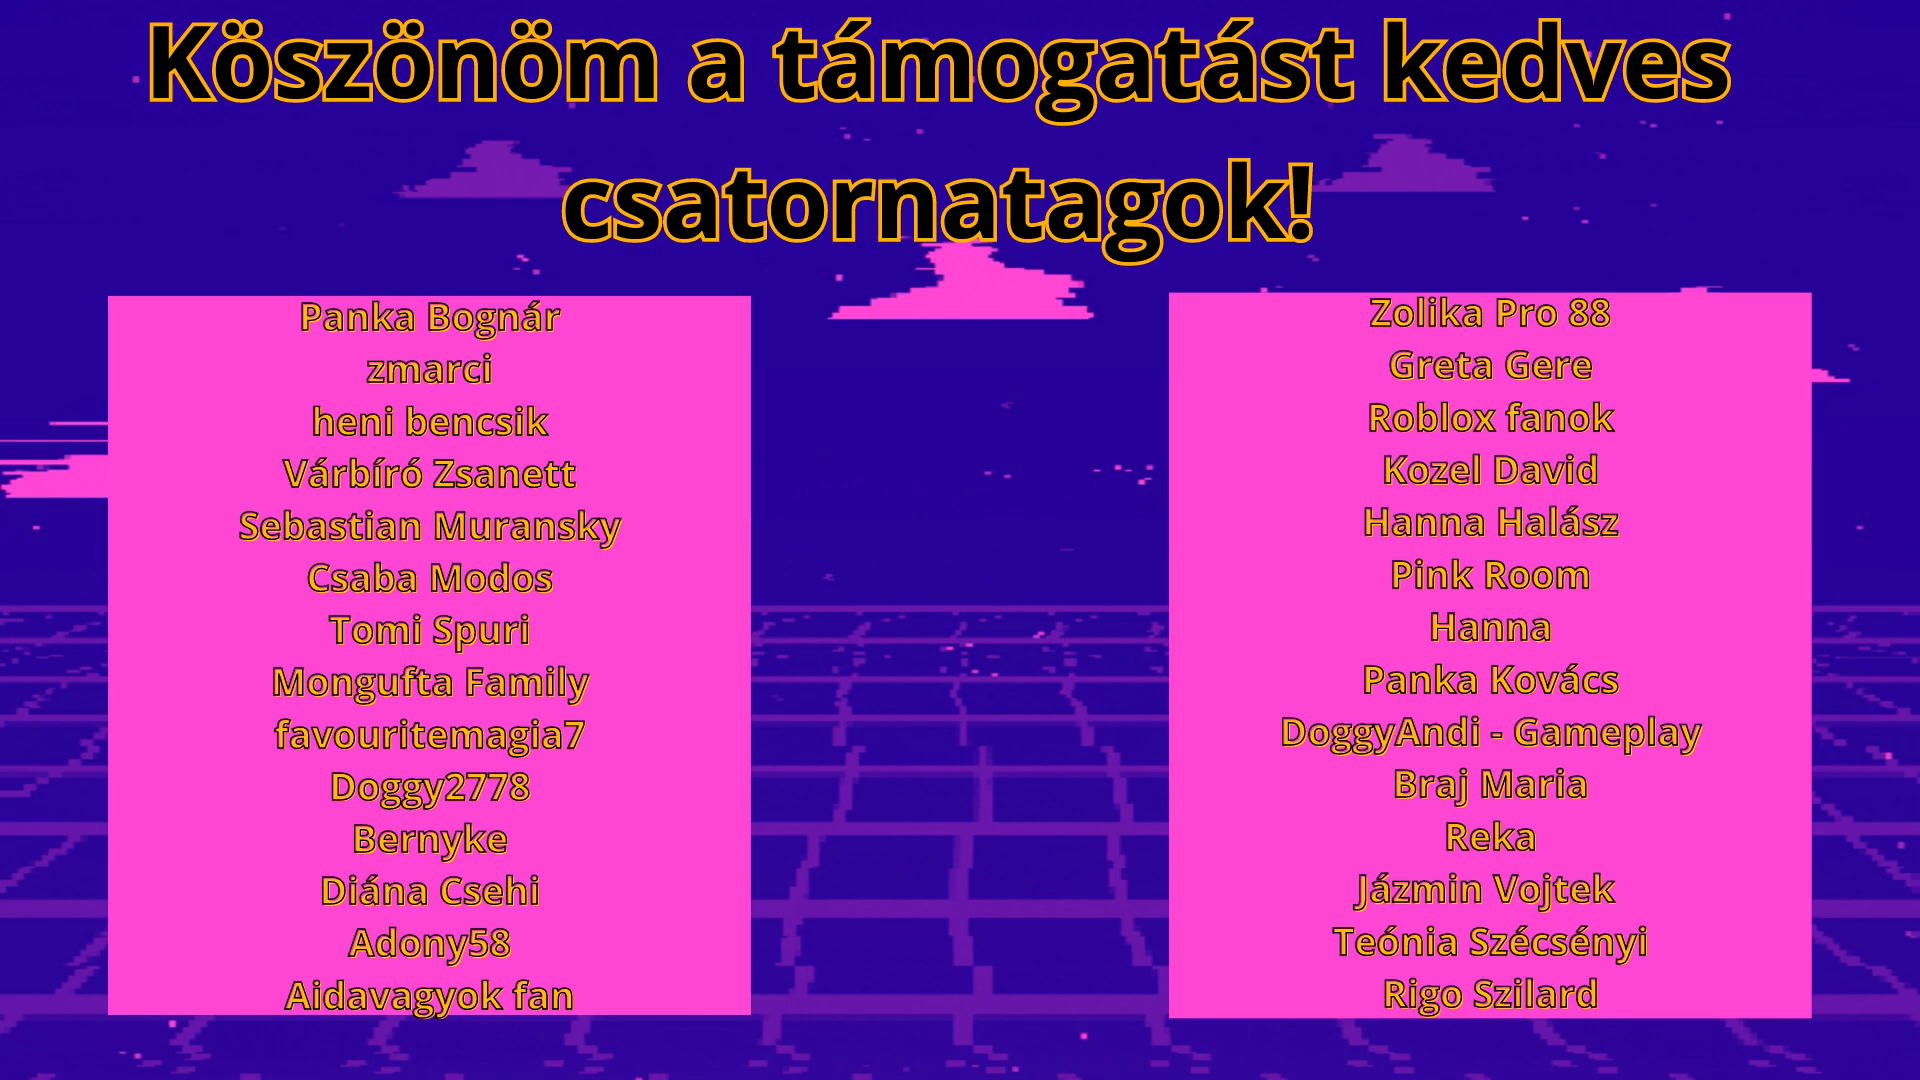 Köszönöm a támogatást kedves
csatornatagok!
Panka Bognár
zmarci
heni bencsik
Várbíró Zsanett
Sebastian Muransky
Csaba Modos
Tomi Spuri
Mongufta Family
favouritemagia7
Doggy2778
Bernyke
Diána Csehi
Adony58
Aidavagyok fan
Zolika Pro 88
Greta Gere
Roblox fanok
Kozel David
Hanna Halász
Pink Room
Hanna
Panka Kovács
DoggyAndi - Gameplay
Braj Maria
Reka
Jázmin Vojtek
Teónia Szécsényi
Rigo Szilard